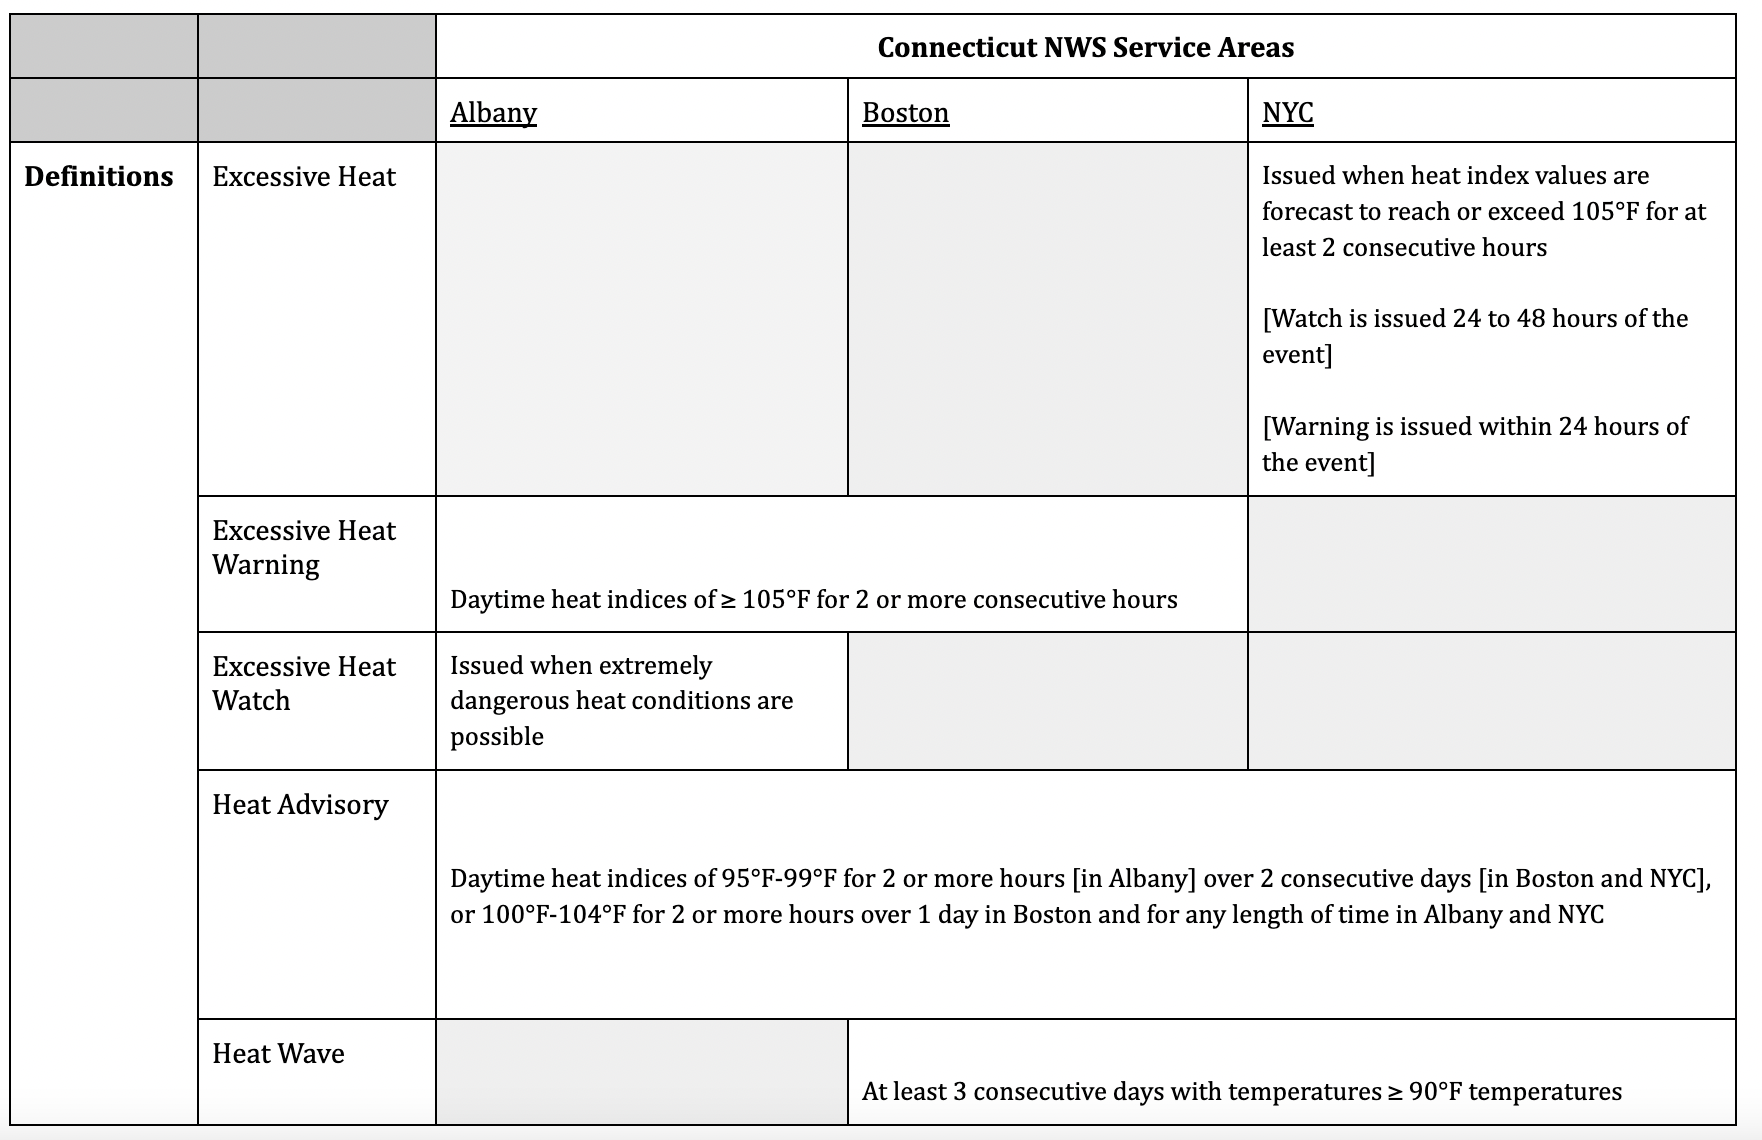 Connecticut NWS Service Areas
Albany
Boston
NYC
Definitions
Excessive Heat
Issued when heat index values are
forecast to reach or exceed 105°F for at
least 2 consecutive hours
[Watch is issued 24 to 48 hours of the
event]
[Warning is issued within 24 hours of
the event]
Excessive Heat
Warning
Daytime heat indices of ≥ 105°F for 2 or more consecutive hours
Excessive Heat
Watch
Issued when extremely
dangerous heat conditions are
possible
Heat Advisory
Daytime heat indices of 95°F-99°F for 2 or more hours [in Albany] over 2 consecutive days [in Boston and NYC],
or 100°F-104°F for 2 or more hours over 1 day in Boston and for any length of time in Albany and NYC
Heat Wave
At least 3 consecutive days with temperatures ≥ 90°F temperatures